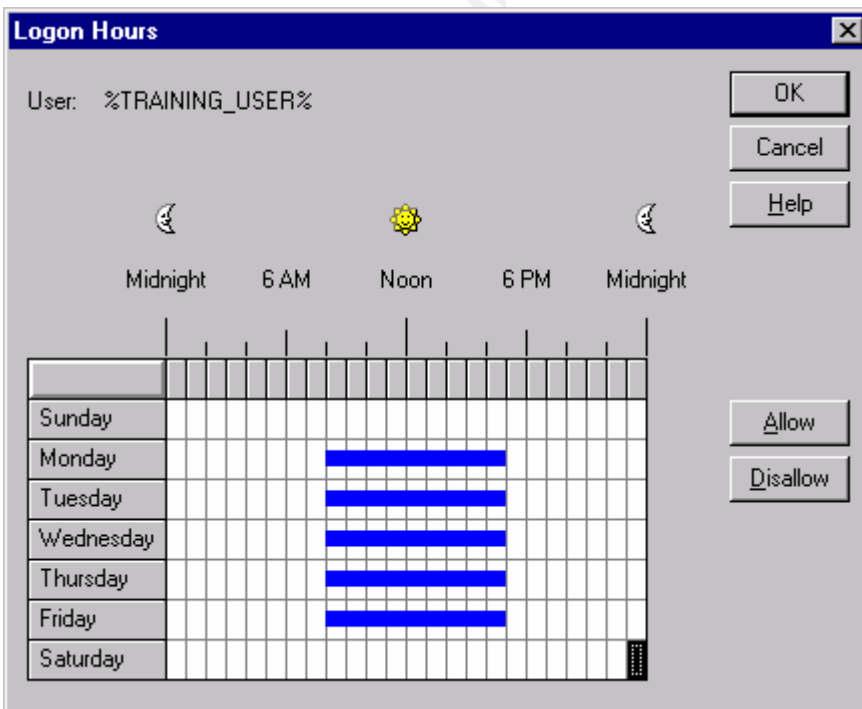 Logon Hours
User: %TRAINING_USER%
OK
Cancel
Help
Midnight 6 AM Noon 6 PM Midnight
Sunday
Monday
Tuesday
Wednesday
Thursday
Friday
Saturday
Allow
Disallow